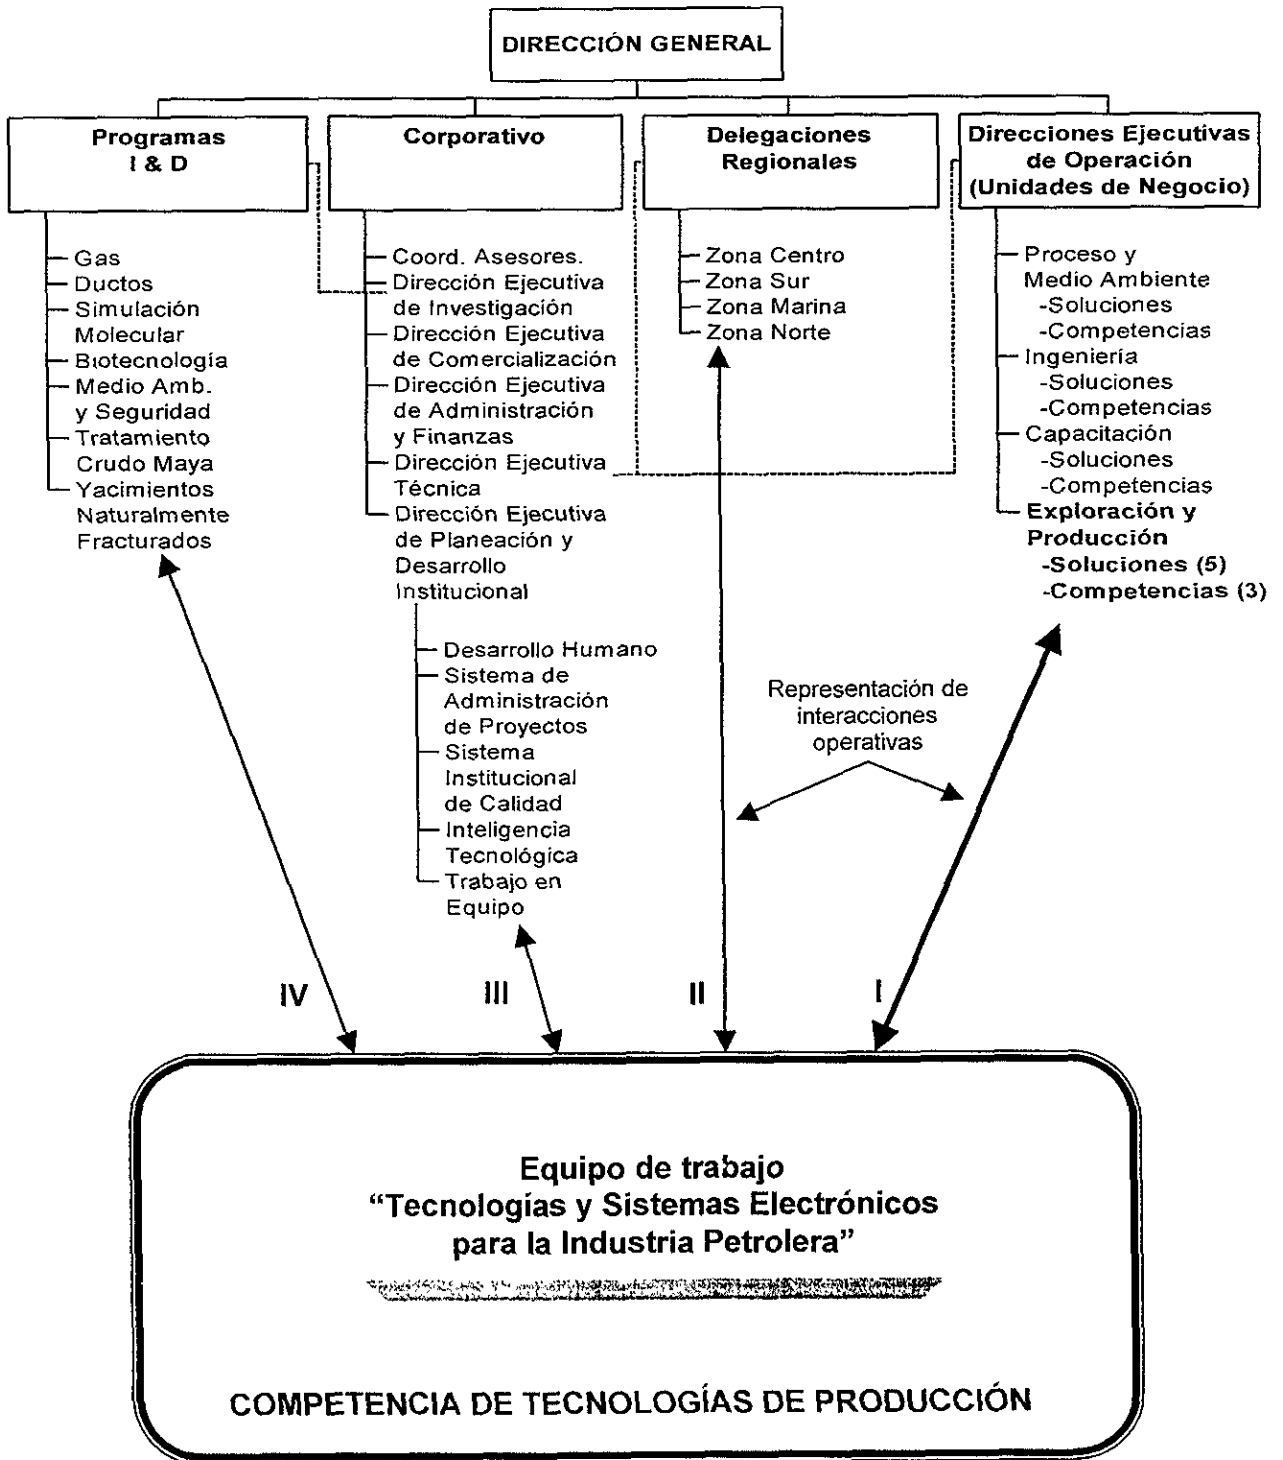 DIRECCIÓN GENERAL
Programas
I & D
Corporativo
Delegaciones
Regionales
Direcciones Ejecutivas
de Operación
(Unidades de Negocio)
Gas
Ductos
Simulación
Molecular
Biotecnología
Medio Amb.
y Seguridad
Tratamiento
Crudo Maya
Yacimientos
Naturalmente
Fracturados
Coord. Asesores.
Dirección Ejecutiva
de Investigación
Dirección Ejecutiva
de Comercialización
Dirección Ejecutiva
de Administración
y Finanzas
Dirección Ejecutiva
Técnica
Dirección Ejecutiva
de Planeación y
Desarrollo
Institucional
Desarrollo Humano
Sistema de
Administración
de Proyectos
Sistema
Institucional
de Calidad
Inteligencia
Tecnológica
Trabajo en
Equipo
Zona Centro
Zona Sur
Zona Marina
Zona Norte
Proceso y
Medio Ambiente
-Soluciones
-Competencias
Ingeniería
-Soluciones
-Competencias
Capacitación
-Soluciones
-Competencias
Exploración y
Producción
-Soluciones (5)
-Competencias (3)
Representación de
interacciones
operativas
IV III II I
Equipo de trabajo
“Tecnologías y Sistemas Electrónicos
para la Industria Petrolera”
COMPETENCIA DE TECNOLOGÍAS DE PRODUCCIÓN